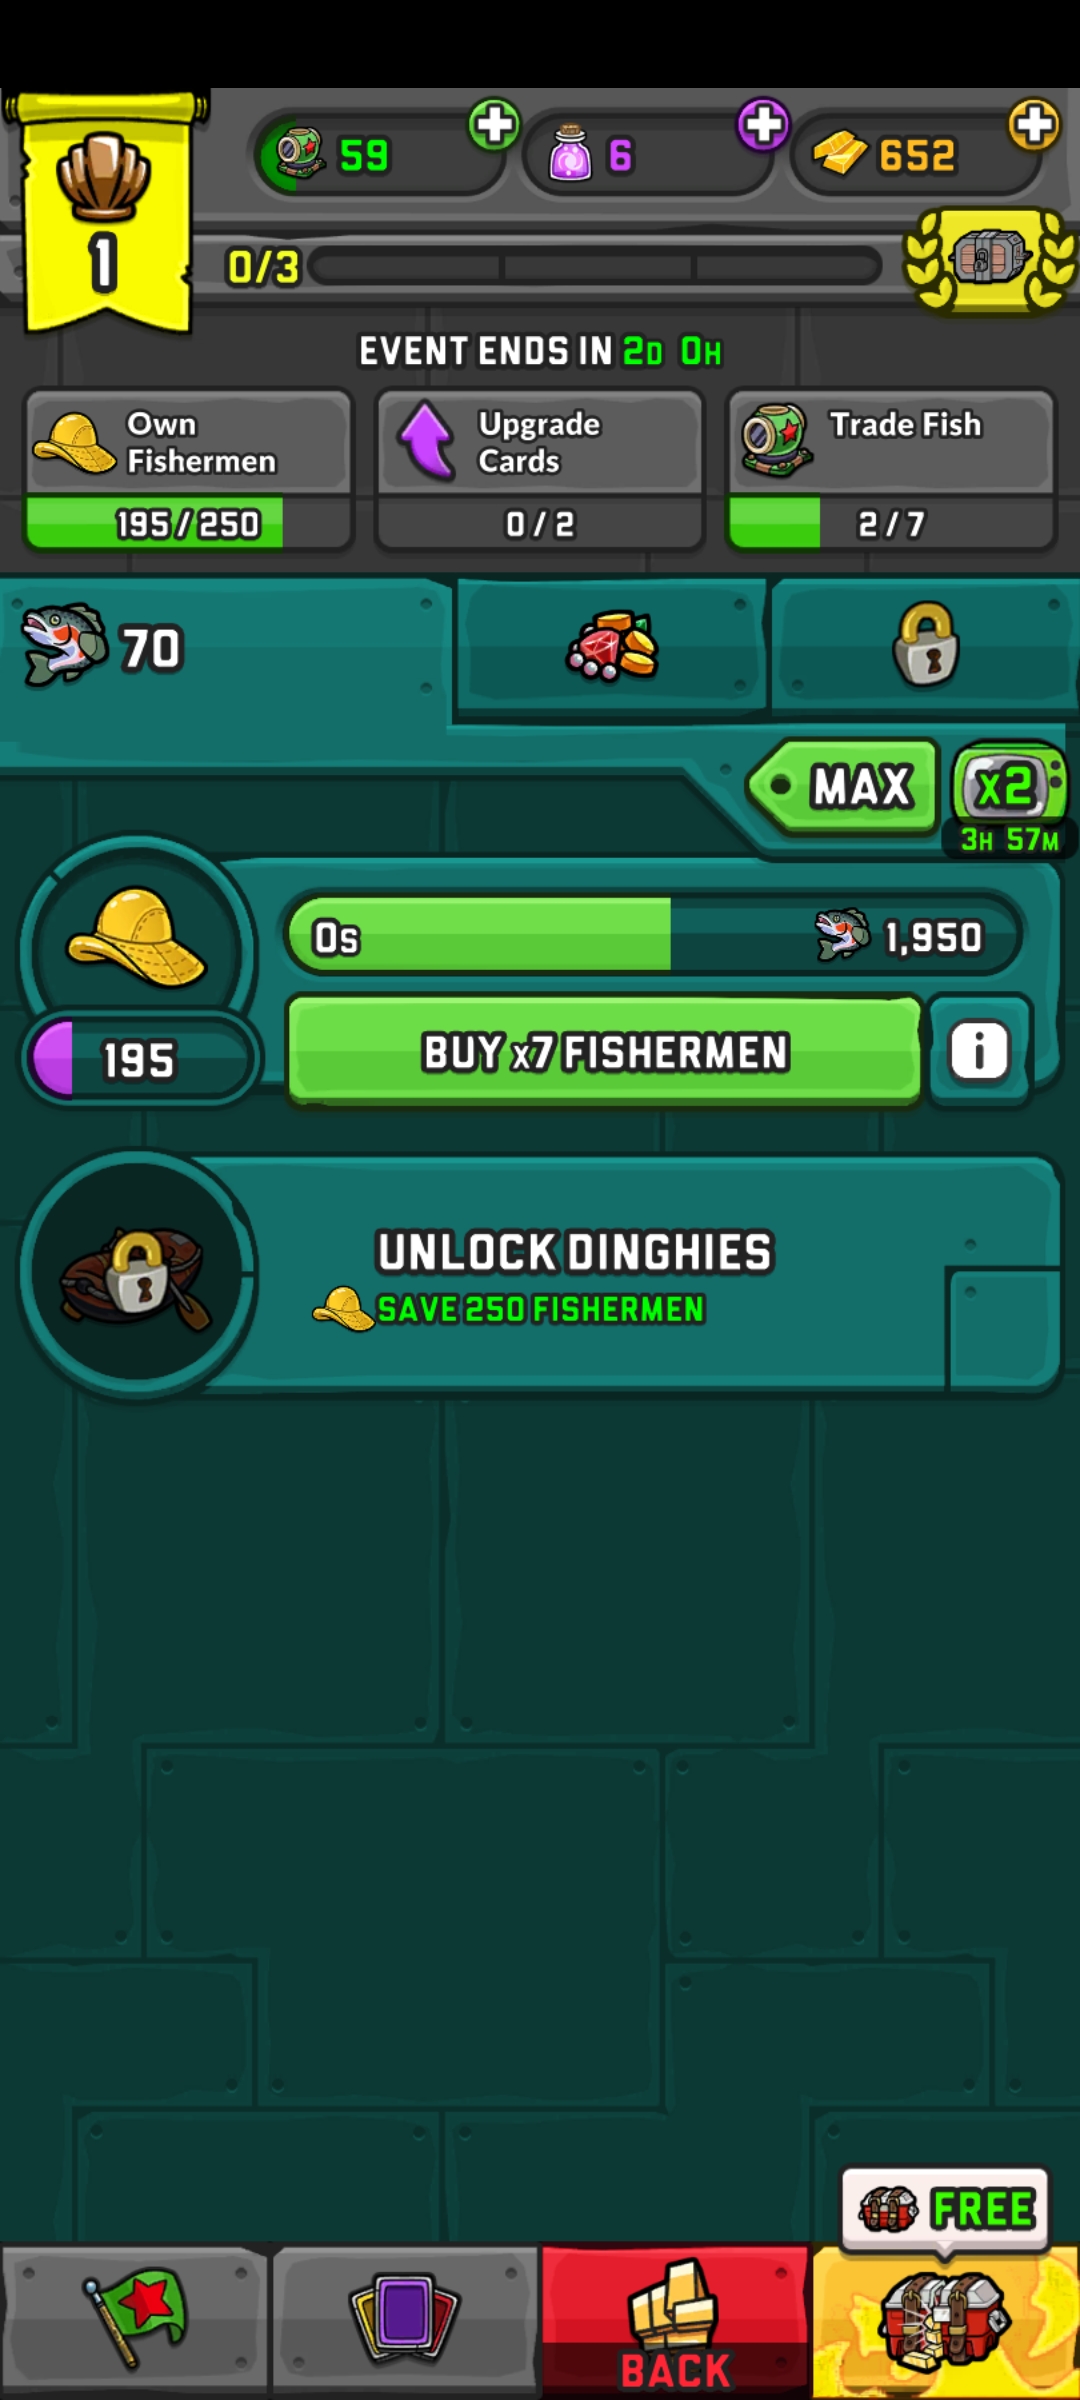 59
6
652
1
0/3
EVENT ENDS IN 2D 0H
Own
Fishermen
195/250
Upgrade
Cards
0/2
Trade Fish
2/7
70
MAX
x2
3H 57M
0s
1,950
195
BUY x7 FISHERMEN
i
UNLOCK DINGHIES
SAVE 250 FISHERMEN
FREE
BACK